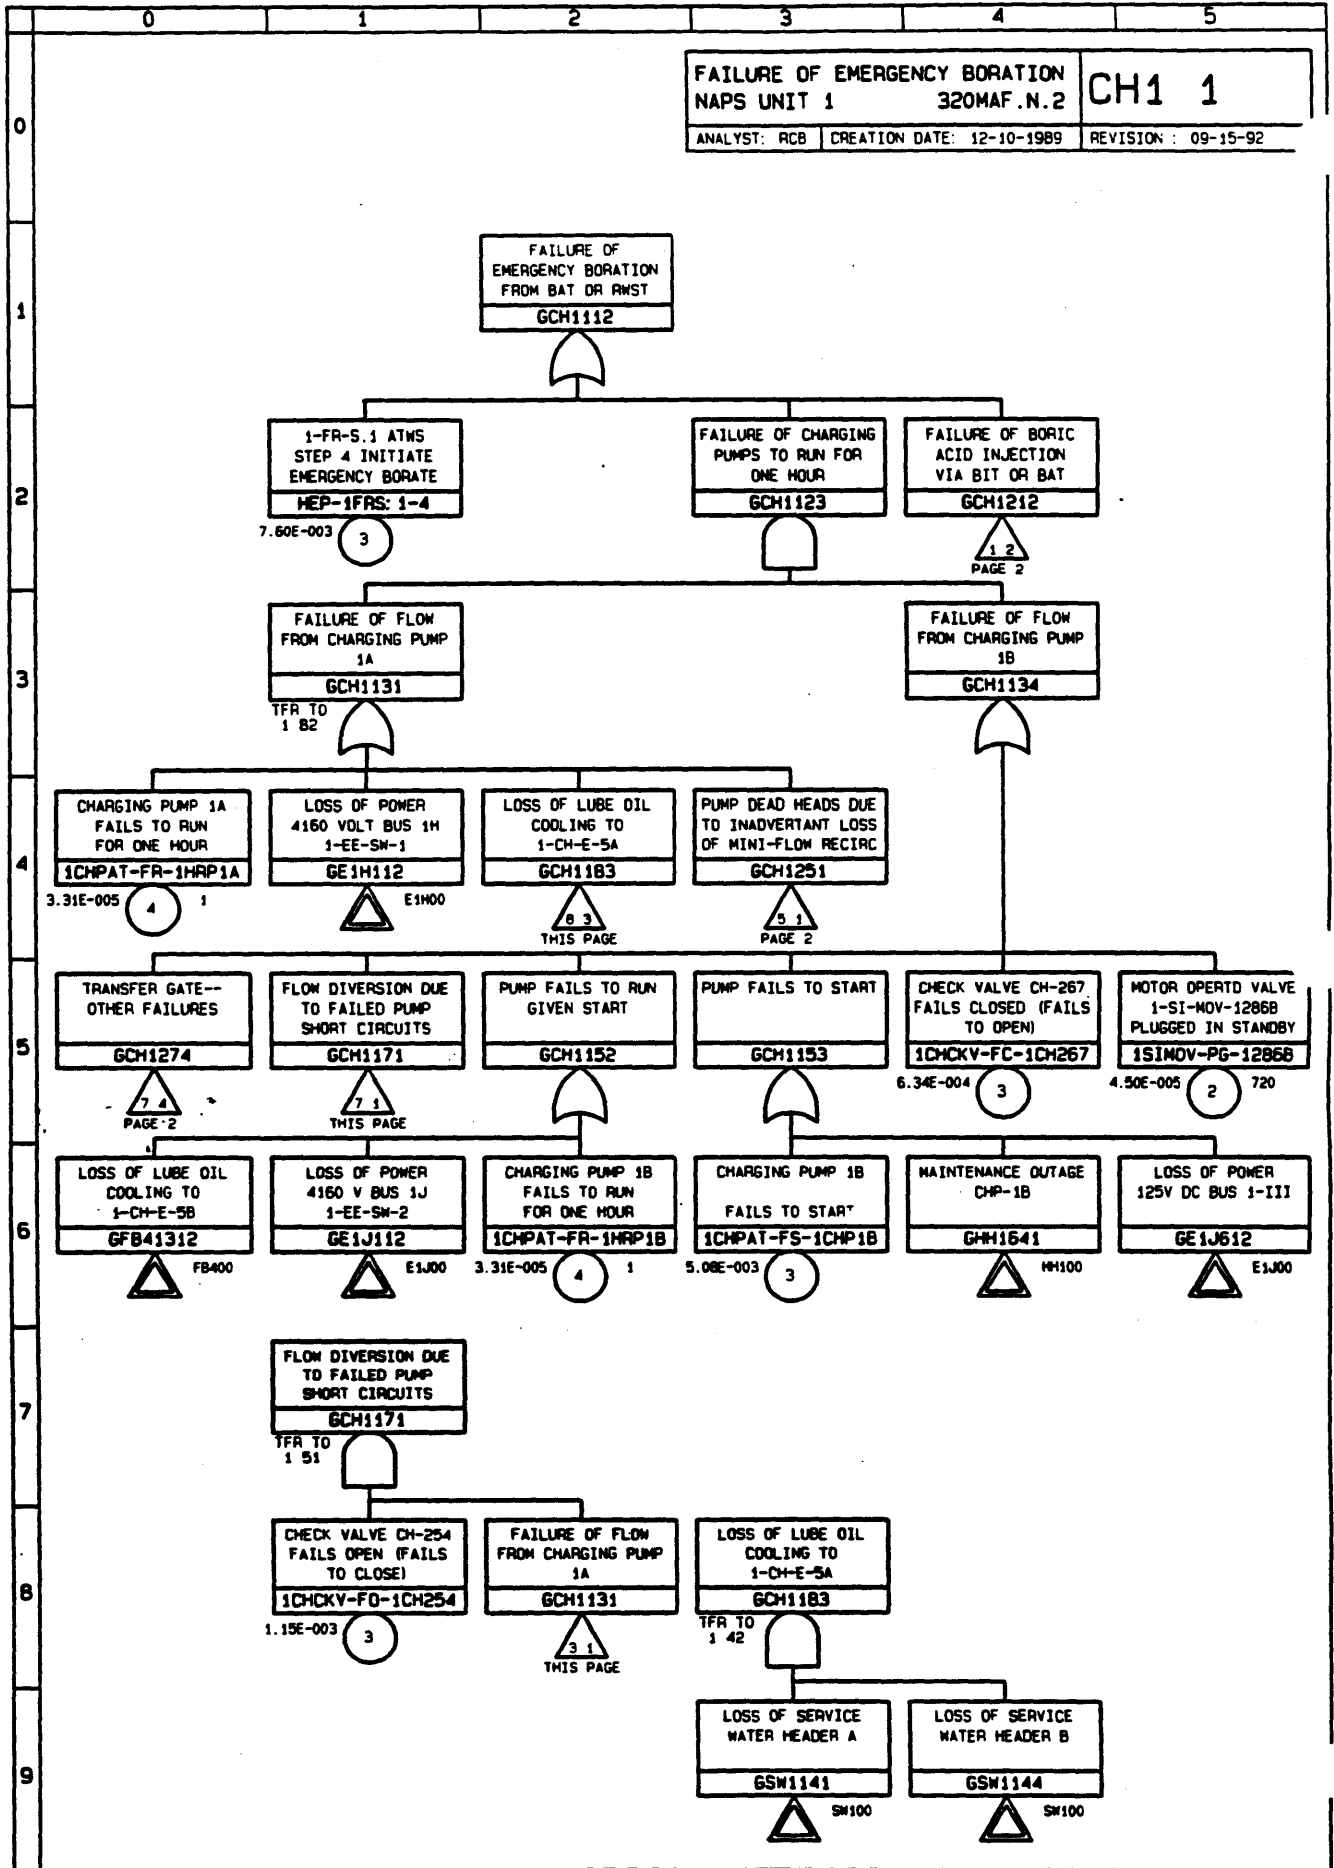 0 1 2 3 4 5
FAILURE OF EMERGENCY BORATION
NAPS UNIT 1 320MAF.N.2
CH1 1
ANALYST: RCB CREATION DATE: 12-10-1989 REVISION : 09-15-92
0
FAILURE OF
EMERGENCY BORATION
FROM BAT OR RWST
GCH1112
1
1-FR-S.1 ATWS
STEP 4 INITIATE
EMERGENCY BORATE
HEP-1FRS: 1-4
7.60E-003
3
FAILURE OF CHARGING
PUMPS TO RUN FOR
ONE HOUR
GCH1123
FAILURE OF BORIC
ACID INJECTION
VIA BIT OR BAT
GCH1212
1 2
PAGE 2
2
FAILURE OF FLOW
FROM CHARGING PUMP
1A
GCH1131
TFR TO
1 82
FAILURE OF FLOW
FROM CHARGING PUMP
1B
GCH1134
3
CHARGING PUMP 1A
FAILS TO RUN
FOR ONE HOUR
1CHPAT-FR-1HRP1A
3.31E-005
4
1
LOSS OF POWER
4160 VOLT BUS 1H
1-EE-SW-1
GE1H112
E1H00
LOSS OF LUBE OIL
COOLING TO
1-CH-E-5A
GCH1183
8 3
THIS PAGE
PUMP DEAD HEADS DUE
TO INADVERTANT LOSS
OF MINI-FLOW RECIRC
GCH1251
5 1
PAGE 2
4
TRANSFER GATE--
OTHER FAILURES
GCH1274
7 4
PAGE 2
FLOW DIVERSION DUE
TO FAILED PUMP
SHORT CIRCUITS
GCH1171
7 1
THIS PAGE
PUMP FAILS TO RUN
GIVEN START
GCH1152
PUMP FAILS TO START
GCH1153
CHECK VALVE CH-267
FAILS CLOSED (FAILS
TO OPEN)
1CHCKV-FC-1CH267
6.34E-004
3
MOTOR OPERTD VALVE
1-SI-MOV-1286B
PLUGGED IN STANDBY
1SIMOV-PG-1286B
4.50E-005
2
720
5
LOSS OF LUBE OIL
COOLING TO
1-CH-E-5B
GFB41312
FB400
LOSS OF POWER
4160 V BUS 1J
1-EE-SW-2
GE1J112
E1J00
CHARGING PUMP 1B
FAILS TO RUN
FOR ONE HOUR
1CHPAT-FR-1HRP1B
3.31E-005
4
1
CHARGING PUMP 1B
FAILS TO START
1CHPAT-FS-1CHP1B
5.08E-003
3
MAINTENANCE OUTAGE
CHP-1B
GHH1641
HH100
LOSS OF POWER
125V DC BUS 1-III
GE1J612
E1J00
6
FLOW DIVERSION DUE
TO FAILED PUMP
SHORT CIRCUITS
GCH1171
TFR TO
1 51
7
CHECK VALVE CH-254
FAILS OPEN (FAILS
TO CLOSE)
1CHCKV-FO-1CH254
1.15E-003
3
FAILURE OF FLOW
FROM CHARGING PUMP
1A
GCH1131
3 1
THIS PAGE
LOSS OF LUBE OIL
COOLING TO
1-CH-E-5A
GCH1183
TFR TO
1 42
8
LOSS OF SERVICE
WATER HEADER A
GSW1141
SW100
LOSS OF SERVICE
WATER HEADER B
GSW1144
SW100
9